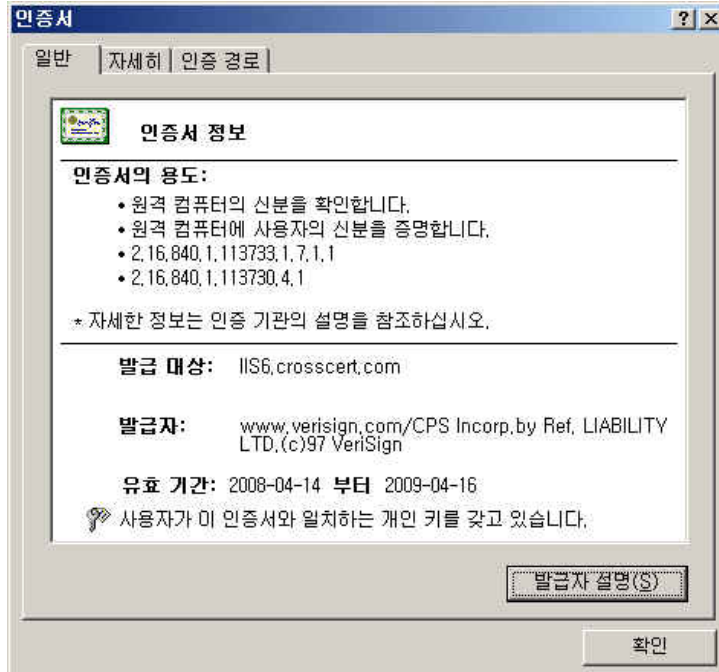 인증서
일반
자세히
인증 경로
인증서 정보
인증서의 용도:
• 원격 컴퓨터의 신분을 확인합니다.
• 원격 컴퓨터에 사용자의 신분을 증명합니다.
• 2.16.840.1.113733.1.7.1.1
• 2.16.840.1.113730.4.1
* 자세한 정보는 인증 기관의 설명을 참조하십시오.
발급 대상: IIS6.crosscert.com
발급자: www.verisign.com/CPS Incorp.by Ref. LIABILITY
LTD.(c)97 VeriSign
유효 기간: 2008-04-14 부터 2009-04-16
사용자가 이 인증서와 일치하는 개인 키를 갖고 있습니다.
발급자 설명(S)
확인